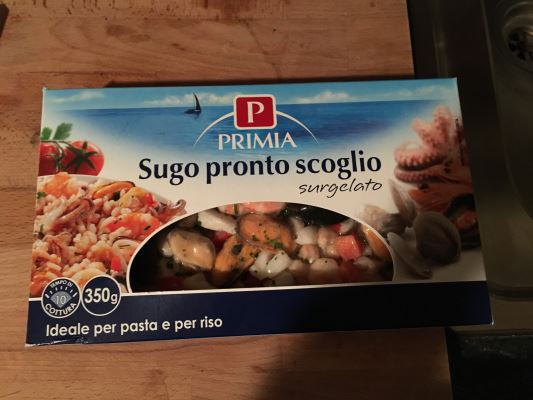 P
PRIMIA
Sugo pronto scoglio
surgelato
TEMPO DI
10
COTTURA
350g
Ideale per pasta e per riso